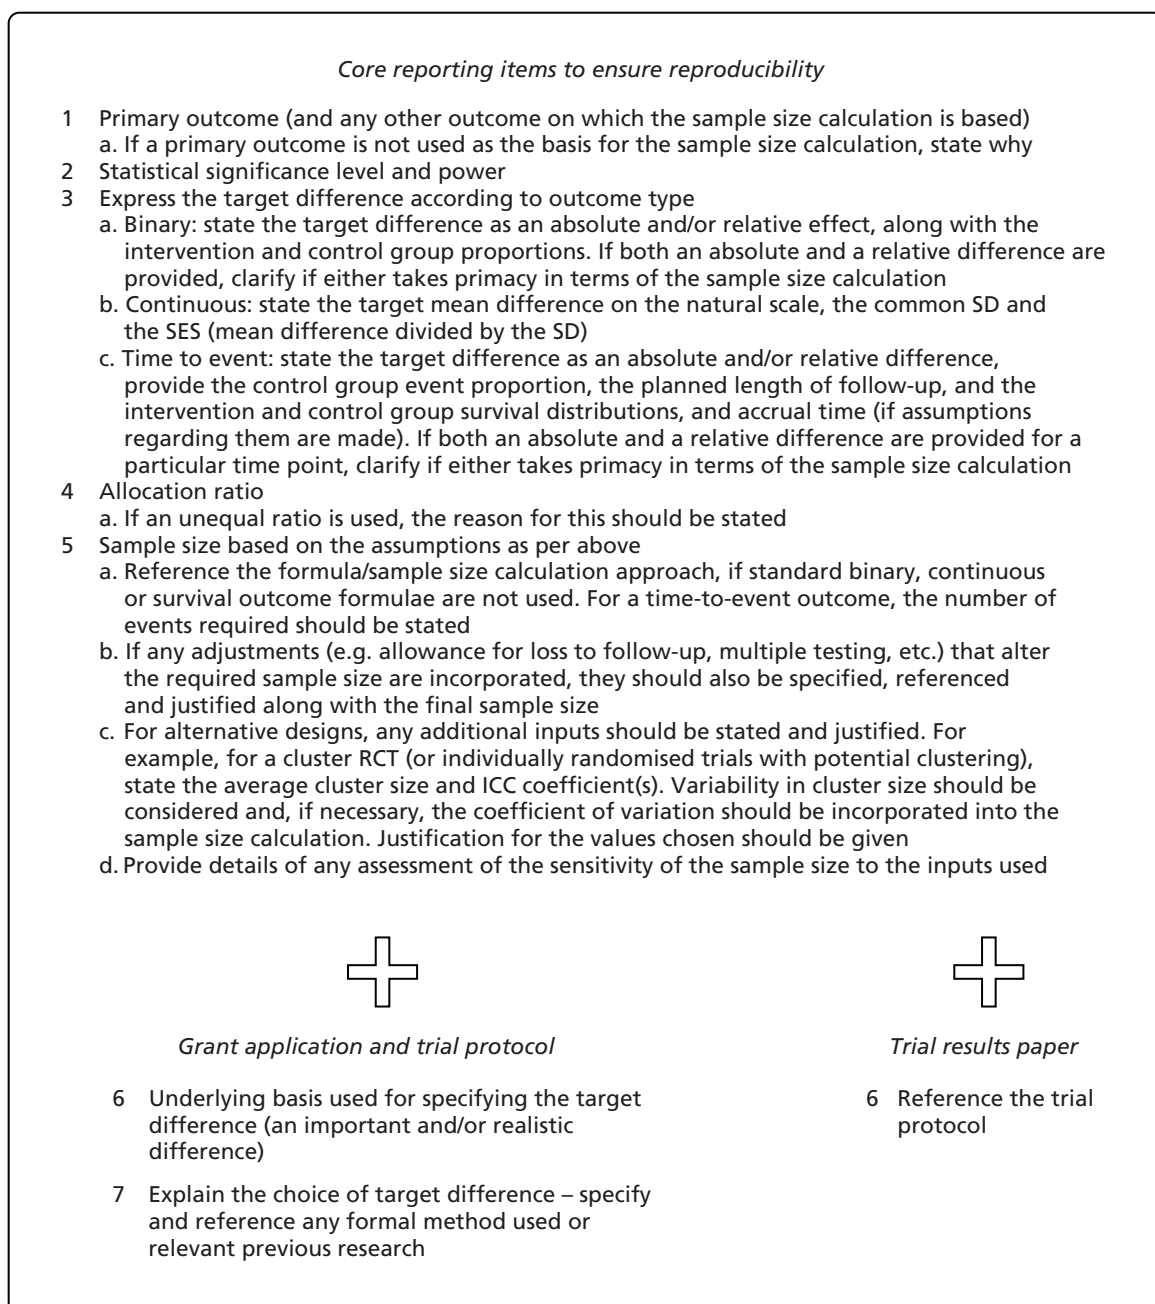 Core reporting items to ensure reproducibility
1 Primary outcome (and any other outcome on which the sample size calculation is based)
a. If a primary outcome is not used as the basis for the sample size calculation, state why
2 Statistical significance level and power
3 Express the target difference according to outcome type
a. Binary: state the target difference as an absolute and/or relative effect, along with the
intervention and control group proportions. If both an absolute and a relative difference are
provided, clarify if either takes primacy in terms of the sample size calculation
b. Continuous: state the target mean difference on the natural scale, the common SD and
the SES (mean difference divided by the SD)
c. Time to event: state the target difference as an absolute and/or relative difference,
provide the control group event proportion, the planned length of follow-up, and the
intervention and control group survival distributions, and accrual time (if assumptions
regarding them are made). If both an absolute and a relative difference are provided for a
particular time point, clarify if either takes primacy in terms of the sample size calculation
4 Allocation ratio
a. If an unequal ratio is used, the reason for this should be stated
5 Sample size based on the assumptions as per above
a. Reference the formula/sample size calculation approach, if standard binary, continuous
or survival outcome formulae are not used. For a time-to-event outcome, the number of
events required should be stated
b. If any adjustments (e.g. allowance for loss to follow-up, multiple testing, etc.) that alter
the required sample size are incorporated, they should also be specified, referenced
and justified along with the final sample size
c. For alternative designs, any additional inputs should be stated and justified. For
example, for a cluster RCT (or individually randomised trials with potential clustering),
state the average cluster size and ICC coefficient(s). Variability in cluster size should be
considered and, if necessary, the coefficient of variation should be incorporated into the
sample size calculation. Justification for the values chosen should be given
d. Provide details of any assessment of the sensitivity of the sample size to the inputs used
Grant application and trial protocol
6 Underlying basis used for specifying the target
difference (an important and/or realistic
difference)
7 Explain the choice of target difference – specify
and reference any formal method used or
relevant previous research
Trial results paper
6 Reference the trial
protocol